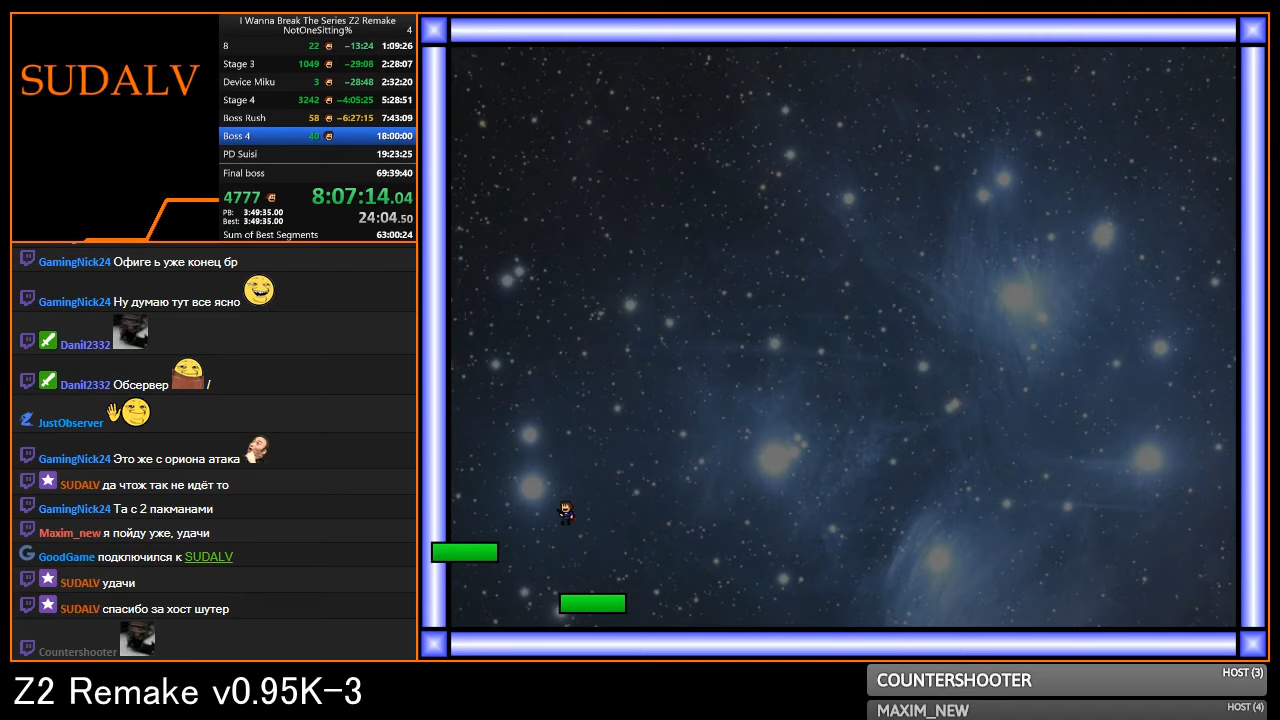 SUDALV
I Wanna Break The Series Z2 Remake
NotOneSitting% 4
8 22 −13:24 1:09:26
Stage 3 1049 −29:08 2:28:07
Device Miku 3 −28:48 2:32:20
Stage 4 3242 −4:05:25 5:28:51
Boss Rush 58 −6:27:15 7:43:09
Boss 4 40 18:00:00
PD Suisi 19:23:25
Final boss 69:39:40
4777 8:07:14.04
PB: 3:49:35.00
Best: 3:49:35.00
24:04.50
Sum of Best Segments 63:00:24
GamingNick24 Офиге ь уже конец бр
GamingNick24 Ну думаю тут все ясно
Danil2332
Danil2332 Обсервер /
JustObserver
GamingNick24 Это же с ориона атака
SUDALV да чтож так не идёт то
GamingNick24 Та с 2 пакманами
Maxim_new я пойду уже, удачи
GoodGame подключился к SUDALV
SUDALV удачи
SUDALV спасибо за хост шутер
Countershooter
Z2 Remake v0.95K-3
COUNTERSHOOTER HOST (3)
MAXIM_NEW HOST (4)